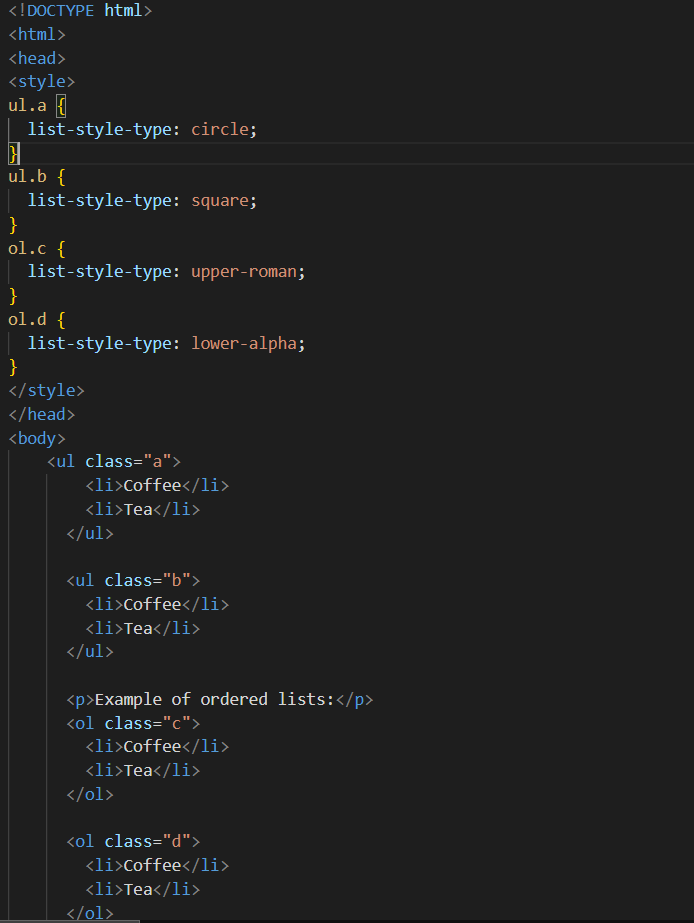 <!DOCTYPE html>
<html>
<head>
<style>
ul.a {
  list-style-type: circle;
}
ul.b {
  list-style-type: square;
}
ol.c {
  list-style-type: upper-roman;
}
ol.d {
  list-style-type: lower-alpha;
}
</style>
</head>
<body>
    <ul class="a">
        <li>Coffee</li>
        <li>Tea</li>
      </ul>

      <ul class="b">
        <li>Coffee</li>
        <li>Tea</li>
      </ul>

      <p>Example of ordered lists:</p>
      <ol class="c">
        <li>Coffee</li>
        <li>Tea</li>
      </ol>

      <ol class="d">
        <li>Coffee</li>
        <li>Tea</li>
      </ol>